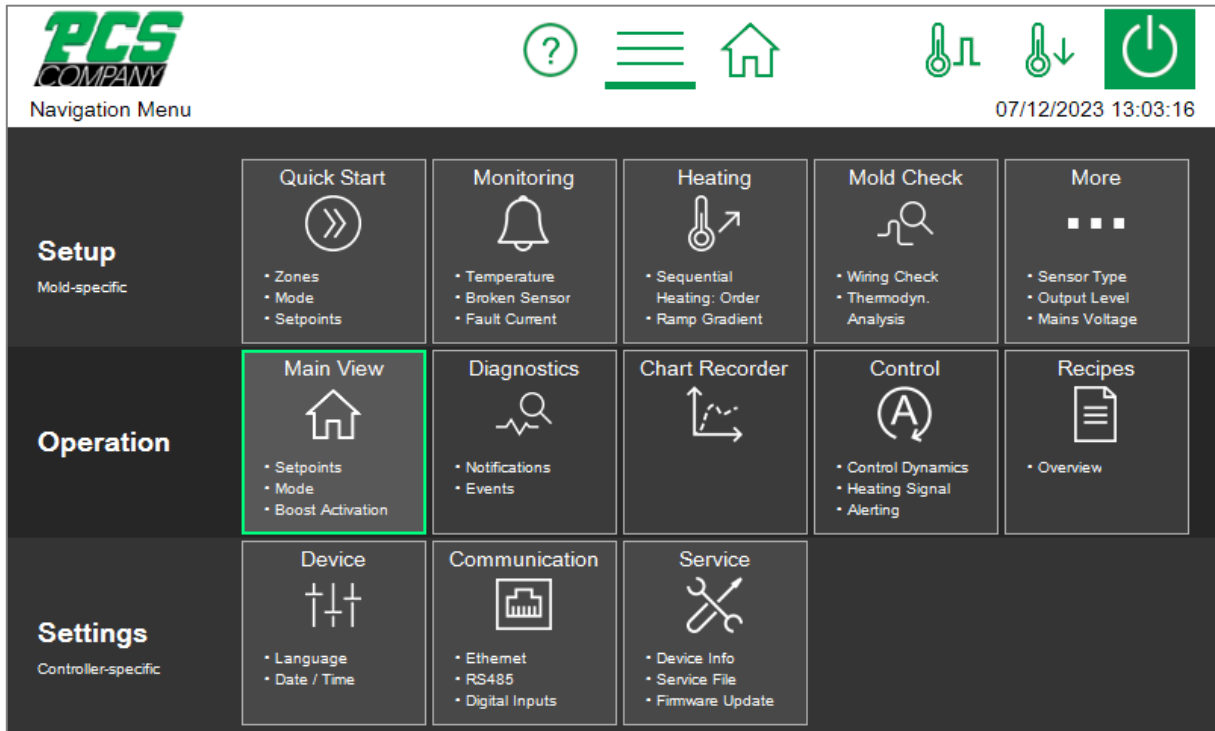 PCS
COMPANY
?
Navigation Menu
07/12/2023 13:03:16
Setup
Mold-specific
Quick Start
• Zones
• Mode
• Setpoints
Monitoring
• Temperature
• Broken Sensor
• Fault Current
Heating
• Sequential
Heating: Order
• Ramp Gradient
Mold Check
• Wiring Check
• Thermodyn.
Analysis
More
• Sensor Type
• Output Level
• Mains Voltage
Operation
Main View
• Setpoints
• Mode
• Boost Activation
Diagnostics
• Notifications
• Events
Chart Recorder
Control
A
• Control Dynamics
• Heating Signal
• Alerting
Recipes
• Overview
Settings
Controller-specific
Device
• Language
• Date / Time
Communication
• Ethernet
• RS485
• Digital Inputs
Service
• Device Info
• Service File
• Firmware Update